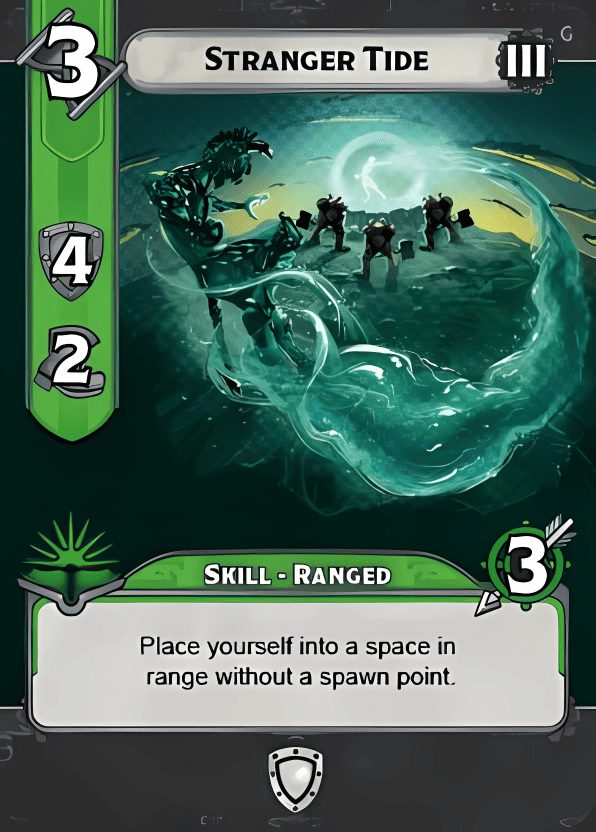 3
STRANGER TIDE
III
G
4
2
SKILL - RANGED
3
Place yourself into a space in
range without a spawn point.